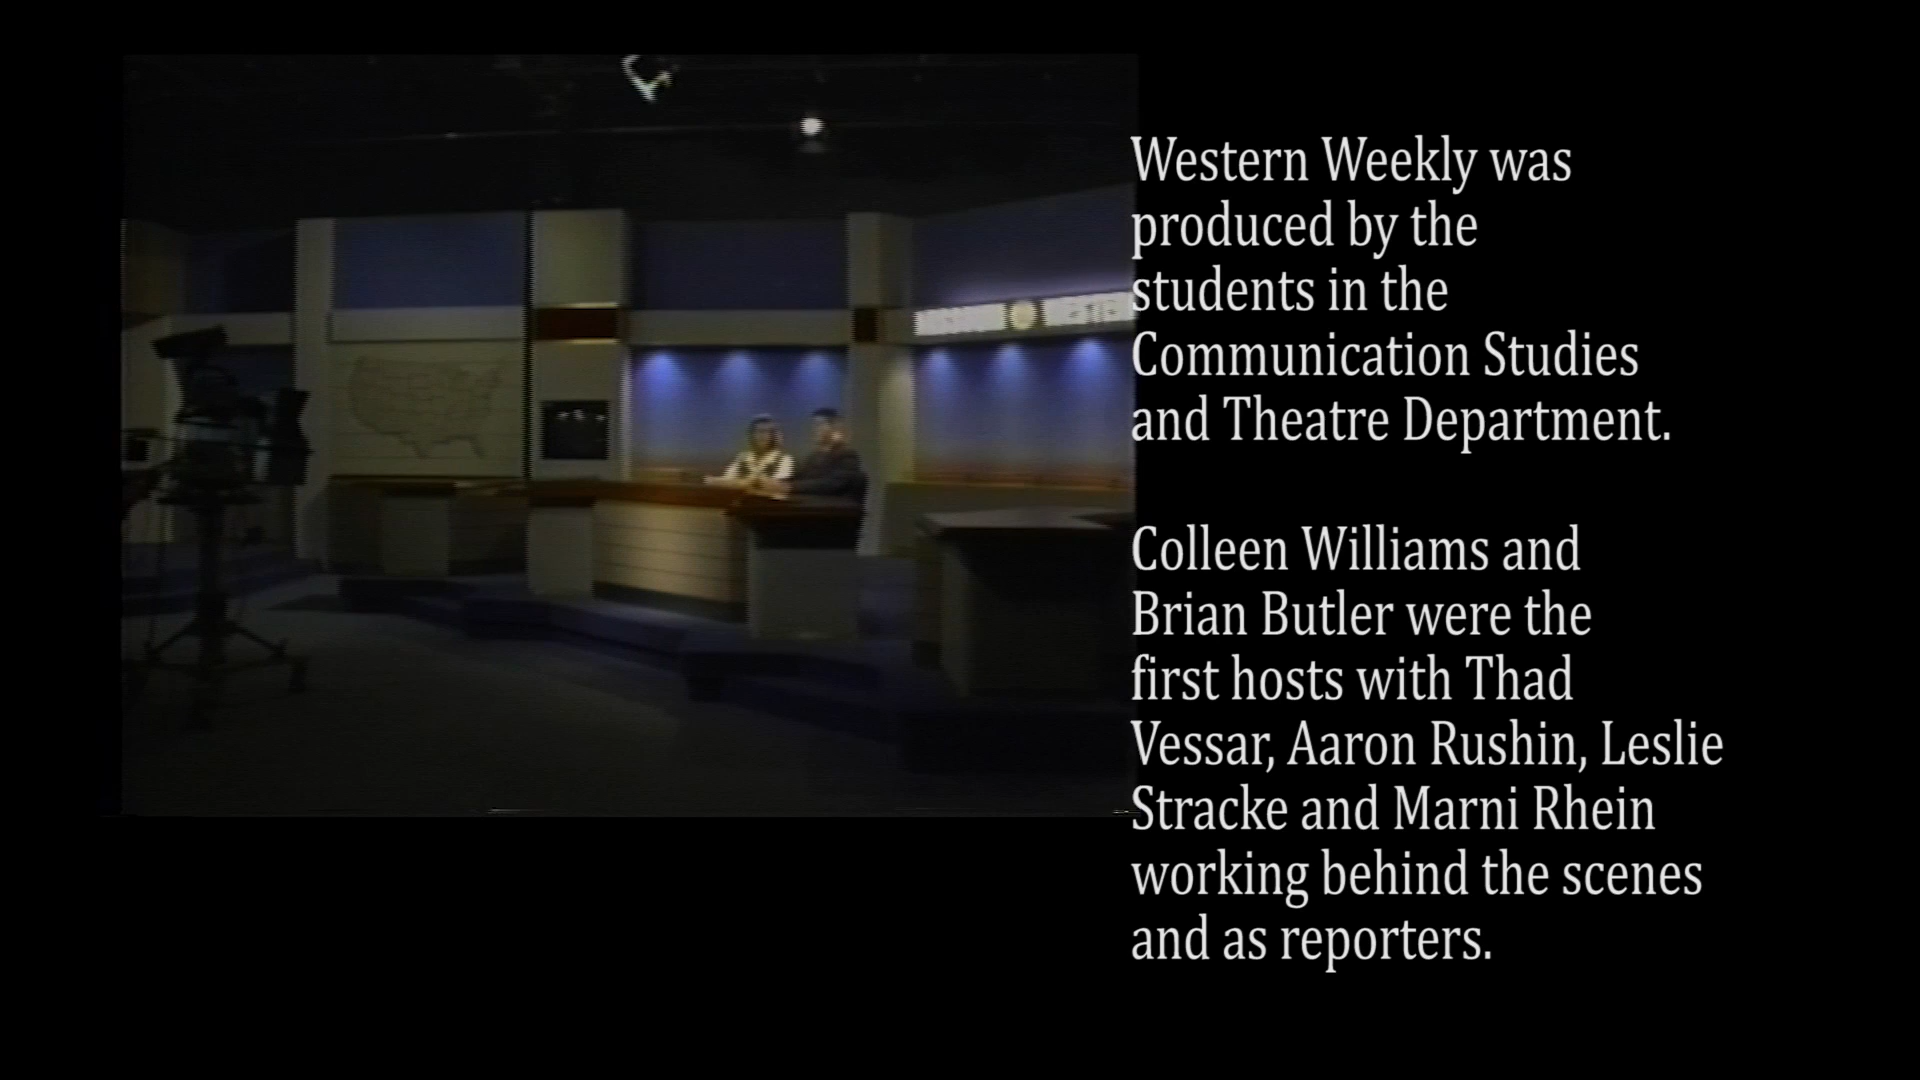 Western Weekly was
produced by the
students in the
Communication Studies
and Theatre Department.
Colleen Williams and
Brian Butler were the
first hosts with Thad
Vessar, Aaron Rushin, Leslie
Stracke and Marni Rhein
working behind the scenes
and as reporters.